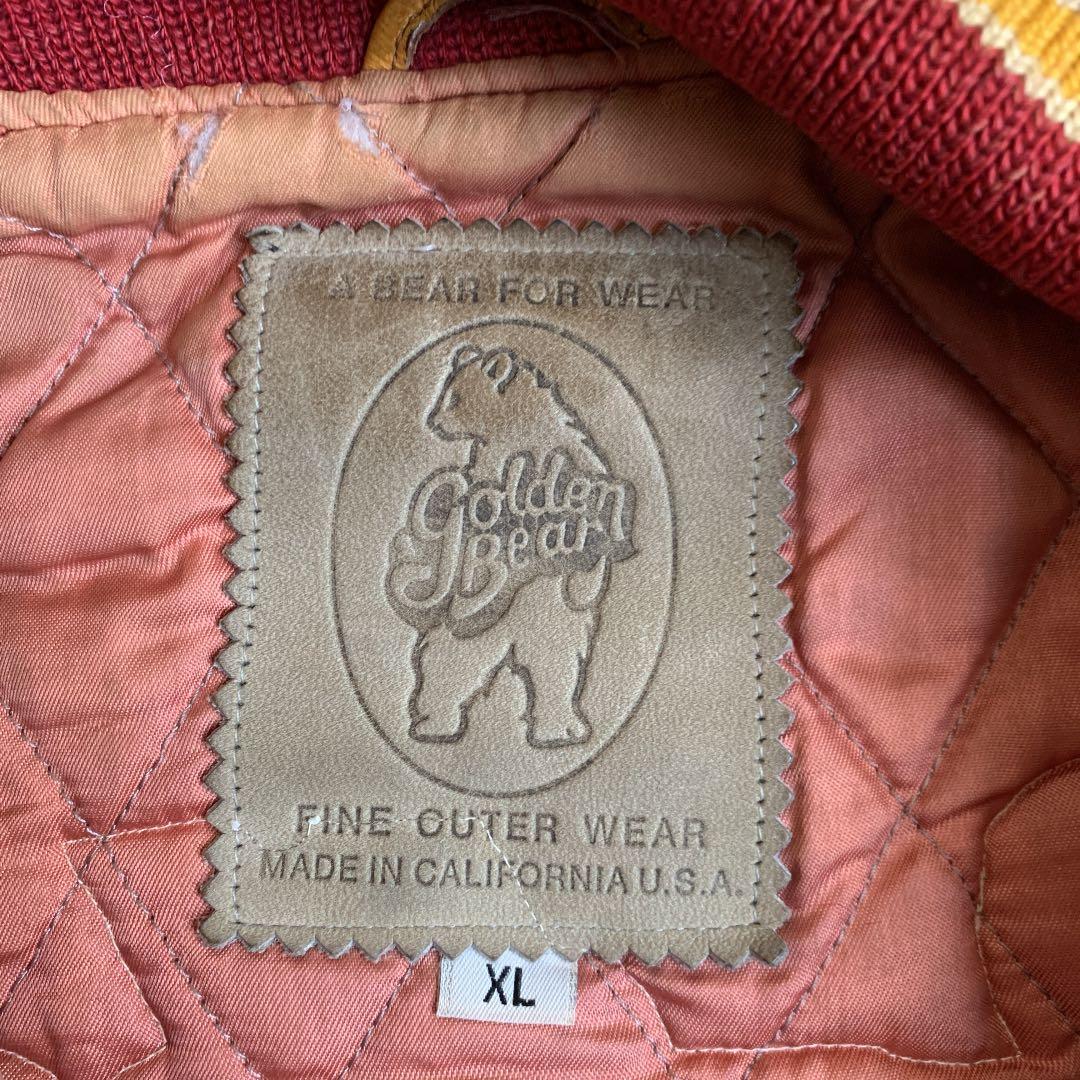 A BEAR FOR WEAR
Golden
Bear
FINE OUTER WEAR
MADE IN CALIFORNIA U.S.A.
XL